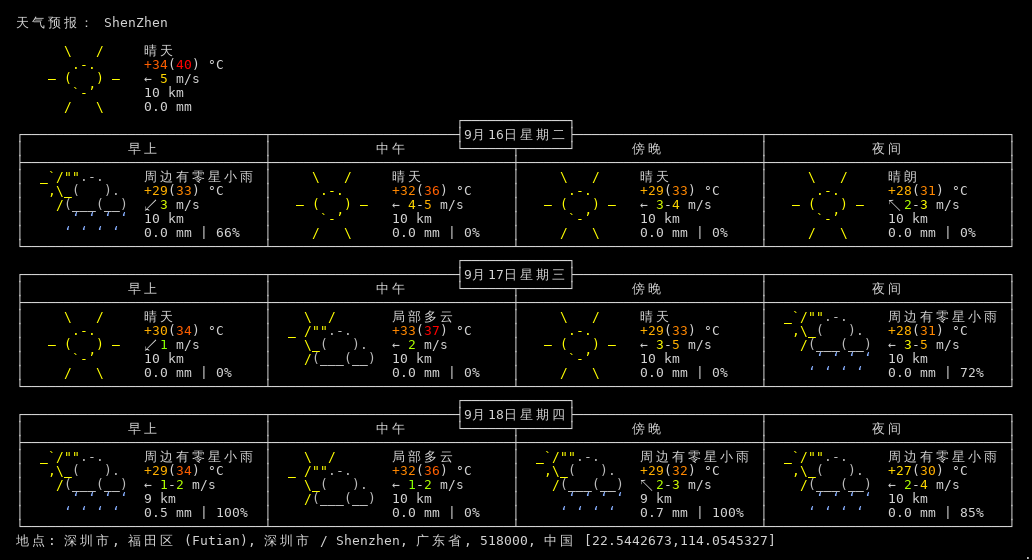 天气预报： ShenZhen
晴天
+34(40) °C
← 5 m/s
10 km
0.0 mm
9月16日星期二
早上 中午 傍晚 夜间
周边有零星小雨 晴天 晴天 晴朗
+29(33) °C +32(36) °C +29(33) °C +28(31) °C
↙ 3 m/s ← 4-5 m/s ← 3-4 m/s ↖ 2-3 m/s
10 km 10 km 10 km 10 km
0.0 mm | 66% 0.0 mm | 0% 0.0 mm | 0% 0.0 mm | 0%
9月17日星期三
早上 中午 傍晚 夜间
晴天 局部多云 晴天 周边有零星小雨
+30(34) °C +33(37) °C +29(33) °C +28(31) °C
↙ 1 m/s ← 2 m/s ← 3-5 m/s ← 3-5 m/s
10 km 10 km 10 km 10 km
0.0 mm | 0% 0.0 mm | 0% 0.0 mm | 0% 0.0 mm | 72%
9月18日星期四
早上 中午 傍晚 夜间
周边有零星小雨 局部多云 周边有零星小雨 周边有零星小雨
+29(34) °C +32(36) °C +29(32) °C +27(30) °C
← 1-2 m/s ← 1-2 m/s ↖ 2-3 m/s ← 2-4 m/s
9 km 10 km 9 km 10 km
0.5 mm | 100% 0.0 mm | 0% 0.7 mm | 100% 0.0 mm | 85%
地点: 深圳市, 福田区 (Futian), 深圳市 / Shenzhen, 广东省, 518000, 中国 [22.5442673,114.0545327]